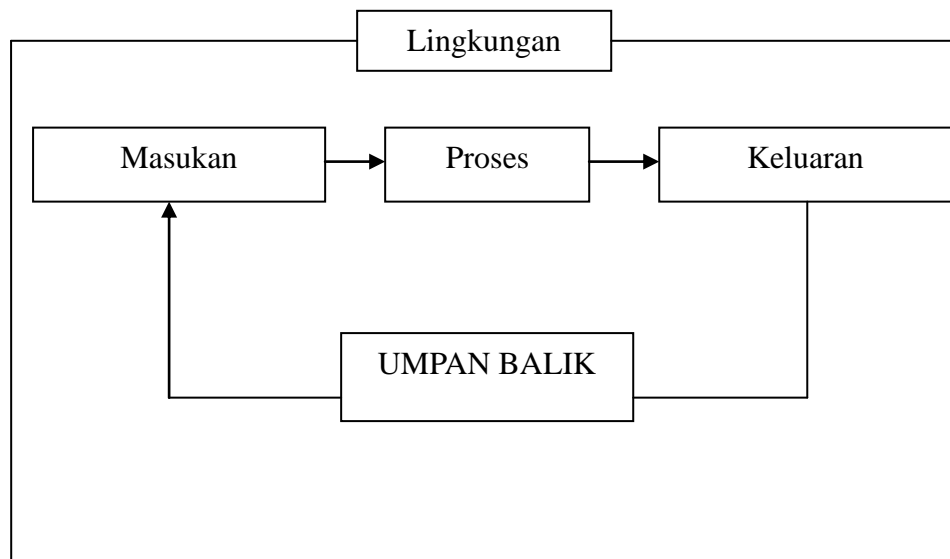 Lingkungan
Masukan
Proses
Keluaran
UMPAN BALIK